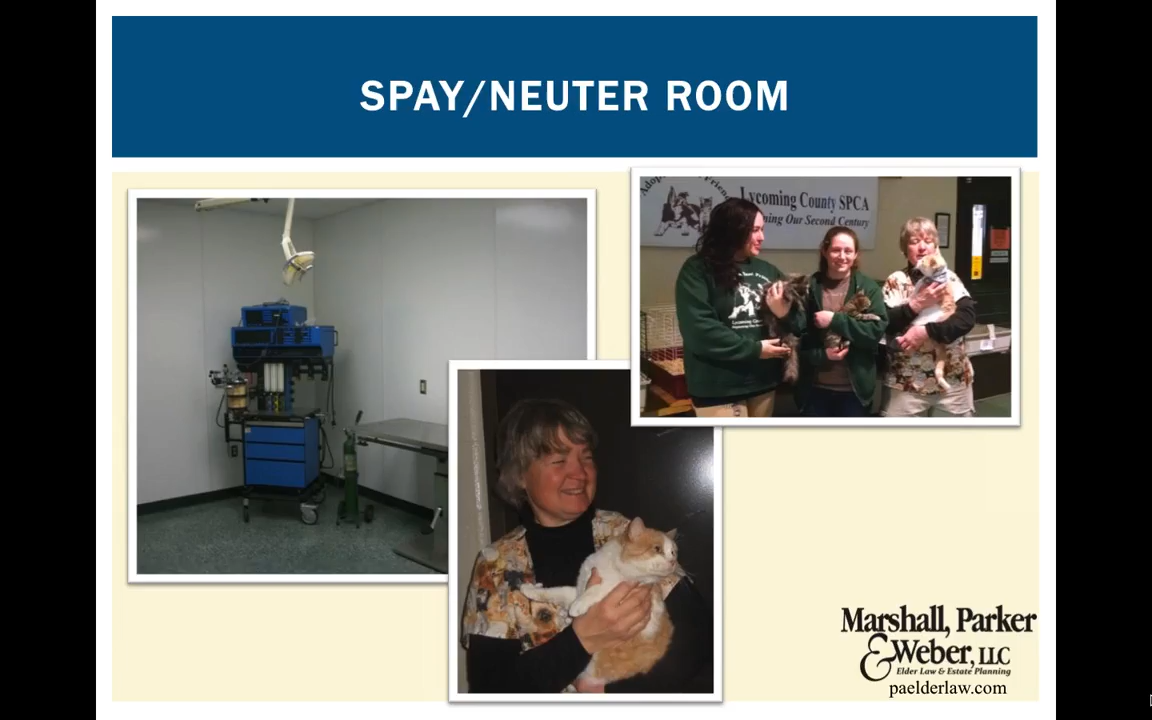 SPAY/NEUTER ROOM
Lycoming County SPCA
ning Our Second Century
Marshall, Parker
& Weber, LLC
Elder Law & Estate Planning
paelderlaw.com